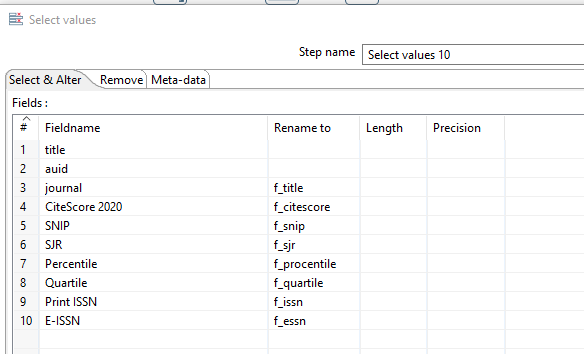 Select values
Step name Select values 10
Select & Alter Remove Meta-data
Fields :
# Fieldname Rename to Length Precision
1 title
2 auid
3 journal f_title
4 CiteScore 2020 f_citescore
5 SNIP f_snip
6 SJR f_sjr
7 Percentile f_procentile
8 Quartile f_quartile
9 Print ISSN f_issn
10 E-ISSN f_essn